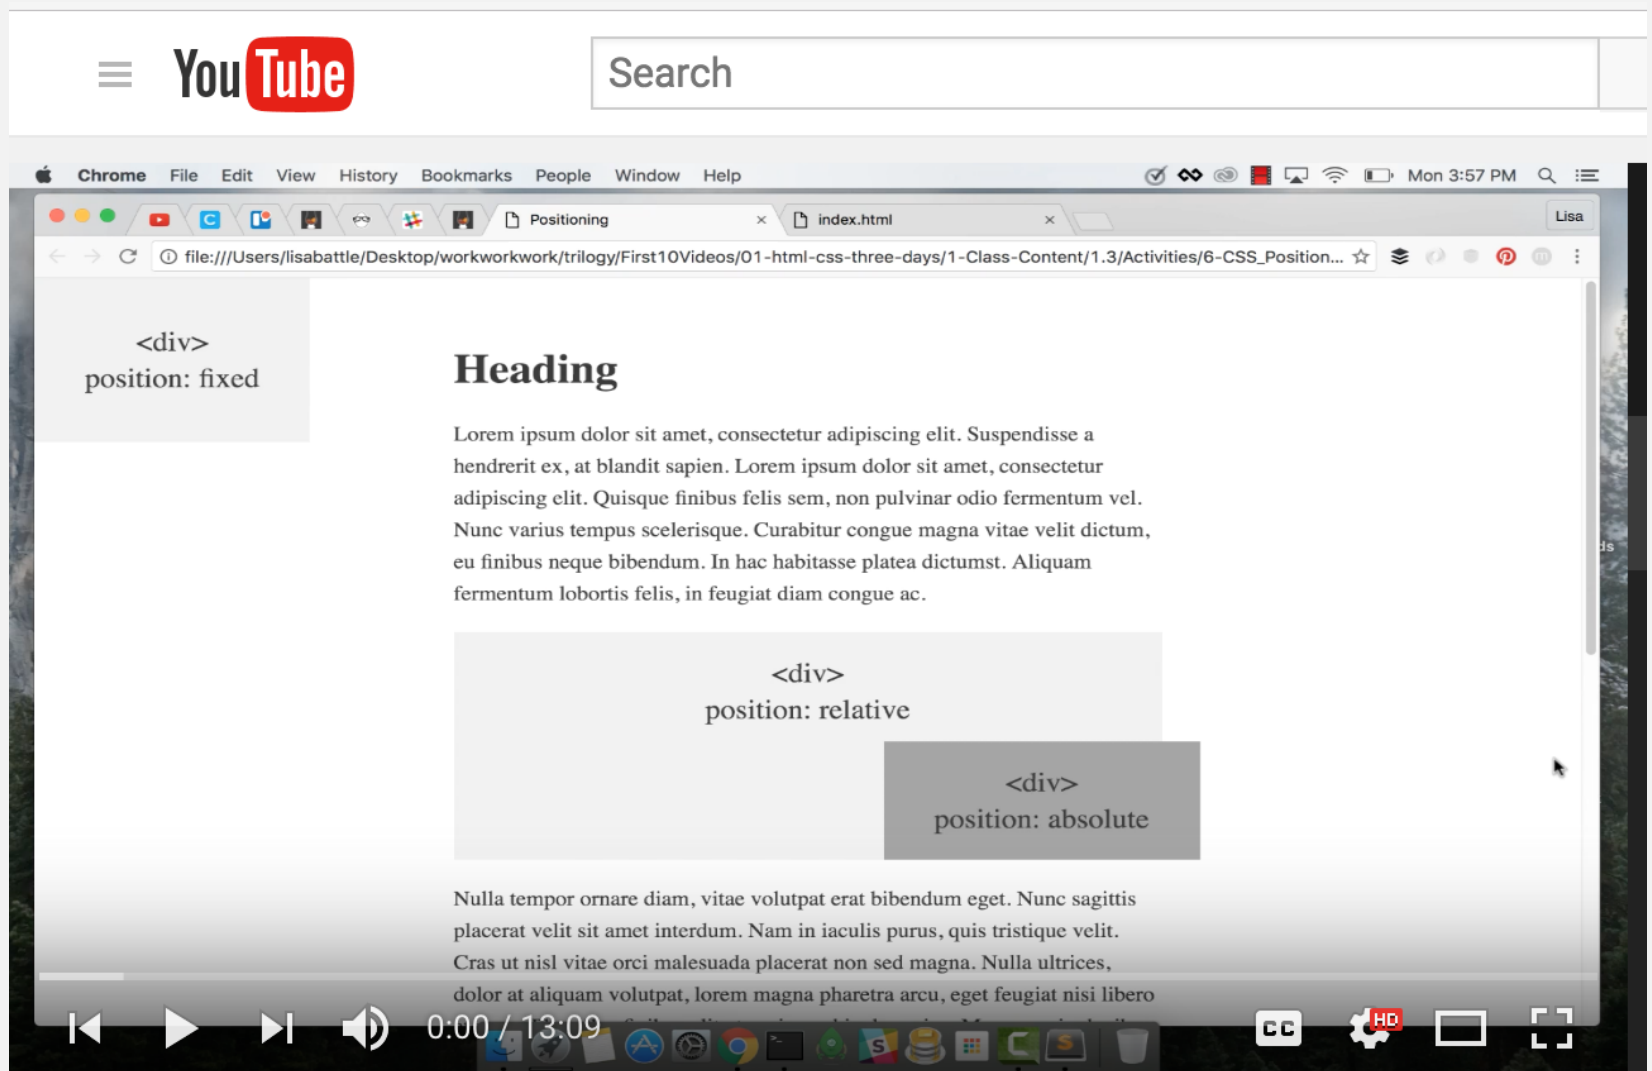 YouTube
Search
Chrome File Edit View History Bookmarks People Window Help
Mon 3:57 PM
Positioning
index.html
Lisa
file:///Users/lisabattle/Desktop/workworkwork/trilogy/First10Videos/01-html-css-three-days/1-Class-Content/1.3/Activities/6-CSS_Position...
<div>
position: fixed
Heading
Lorem ipsum dolor sit amet, consectetur adipiscing elit. Suspendisse a
hendrerit ex, at blandit sapien. Lorem ipsum dolor sit amet, consectetur
adipiscing elit. Quisque finibus felis sem, non pulvinar odio fermentum vel.
Nunc varius tempus scelerisque. Curabitur congue magna vitae velit dictum,
eu finibus neque bibendum. In hac habitasse platea dictumst. Aliquam
fermentum lobortis felis, in feugiat diam congue ac.
<div>
position: relative
<div>
position: absolute
Nulla tempor ornare diam, vitae volutpat erat bibendum eget. Nunc sagittis
placerat velit sit amet interdum. Nam in iaculis purus, quis tristique velit.
Cras ut nisl vitae orci malesuada placerat non sed magna. Nulla ultrices,
dolor at aliquam volutpat, lorem magna pharetra arcu, eget feugiat nisi libero
0:00 / 13:09
CC
HD